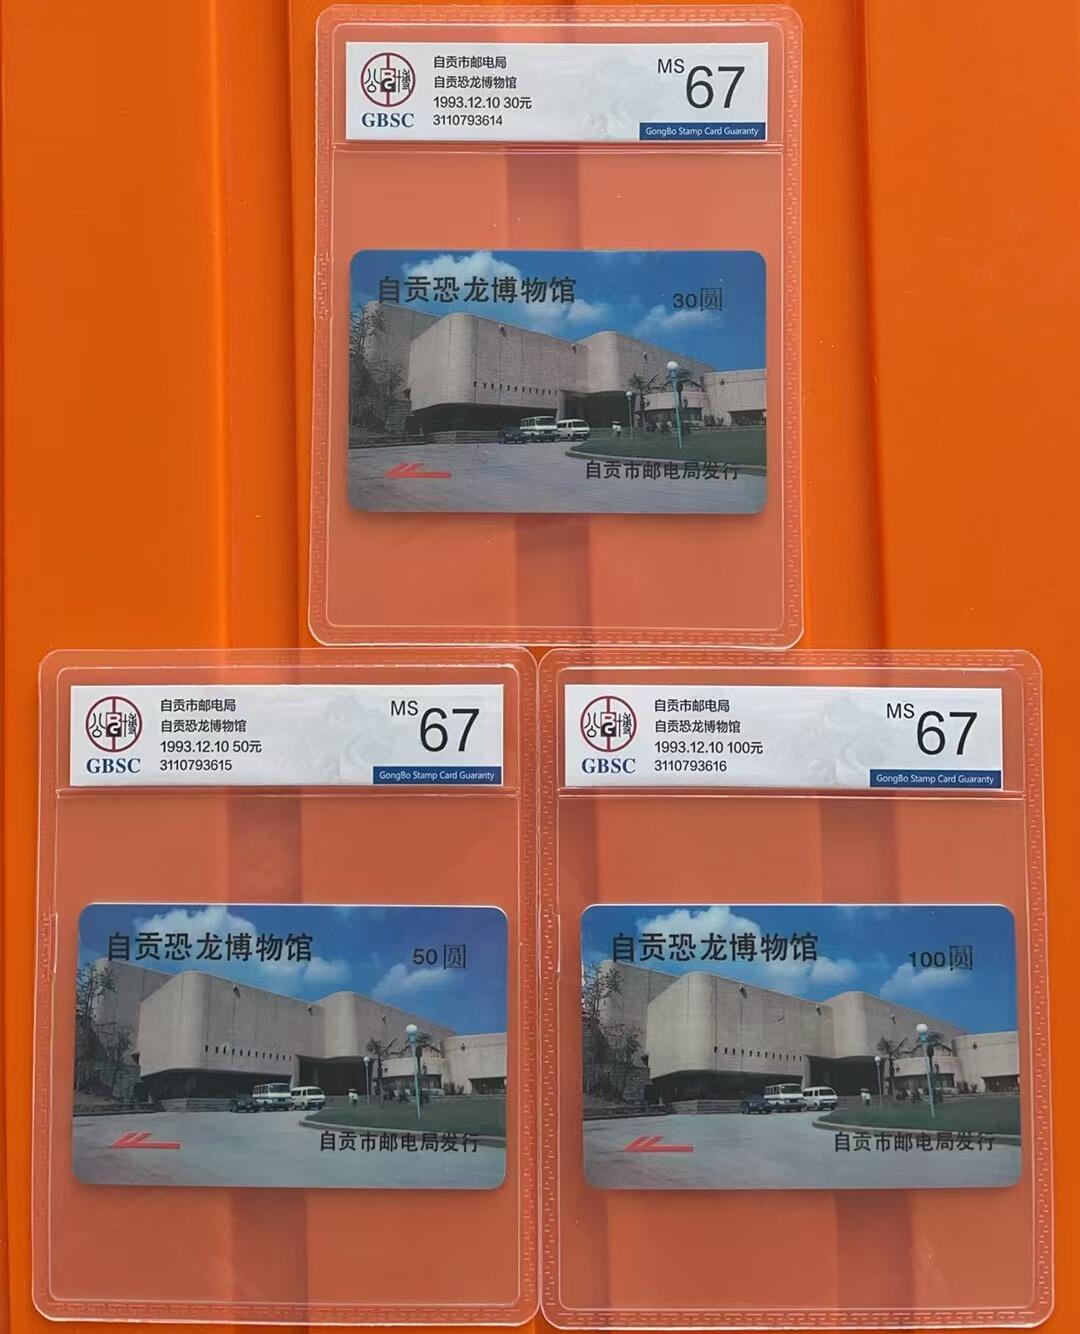 自贡市邮电局
自贡恐龙博物馆
1993.12.10 30元
3110793614
公博
GBSC
MS 67
GongBo Stamp Card Guaranty
自贡恐龙博物馆
30圆
自贡市邮电局发行
自贡市邮电局
自贡恐龙博物馆
1993.12.10 50元
3110793615
公博
GBSC
MS 67
GongBo Stamp Card Guaranty
自贡恐龙博物馆
50圆
自贡市邮电局发行
自贡市邮电局
自贡恐龙博物馆
1993.12.10 100元
3110793616
公博
GBSC
MS 67
GongBo Stamp Card Guaranty
自贡恐龙博物馆
100圆
自贡市邮电局发行